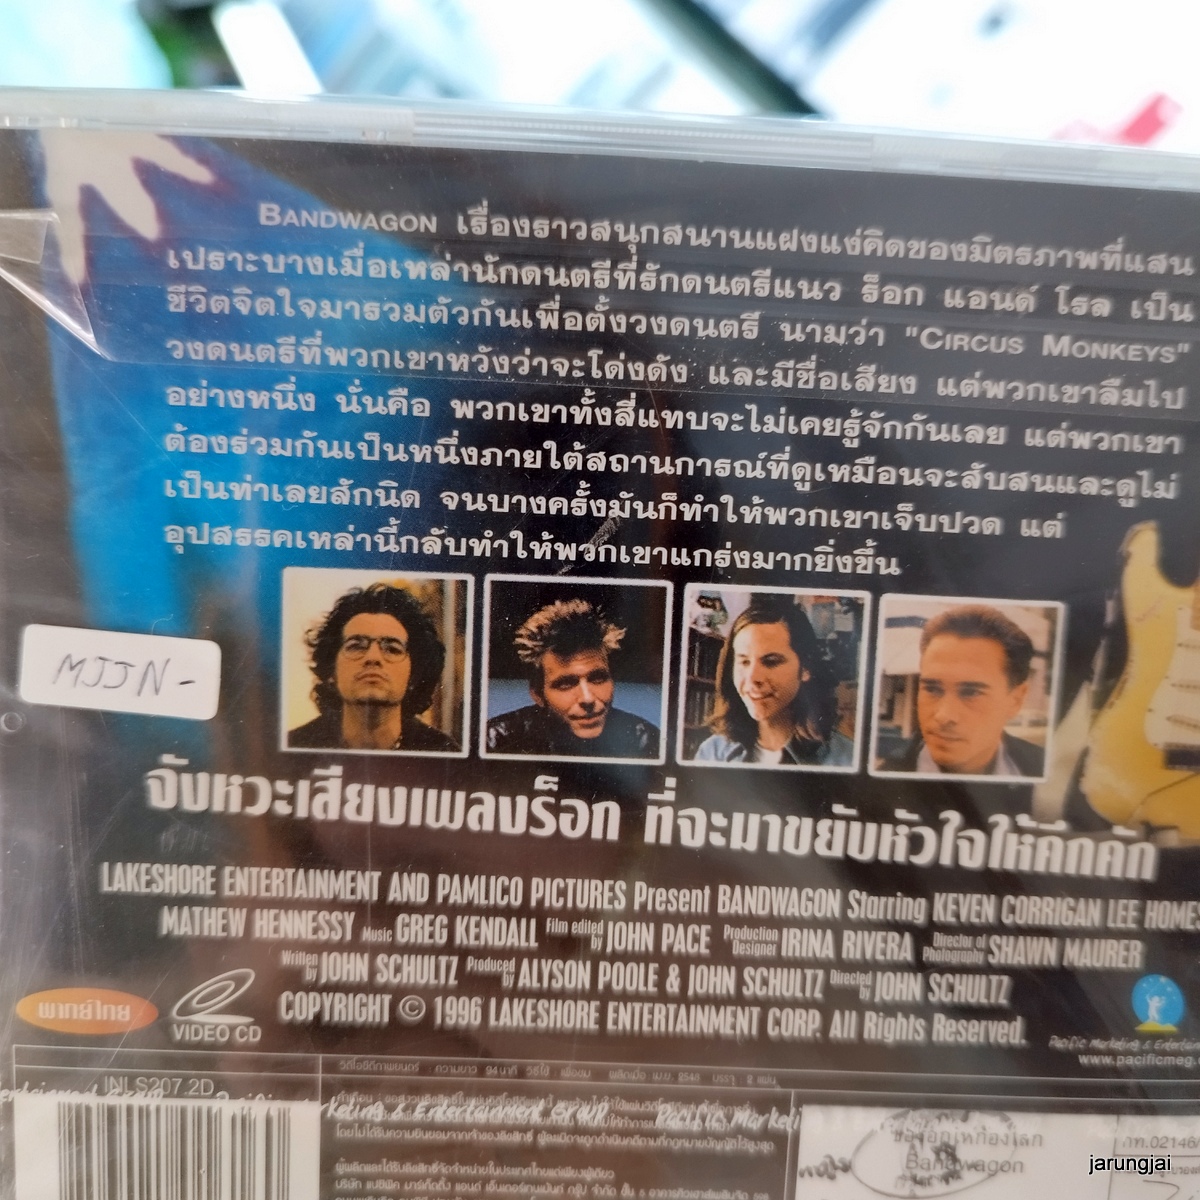 BANDWAGON เรื่องราวสนุกสนานแฝงแง่คิดของมิตรภาพที่แสน
เปราะบางเมื่อเหล่านักดนตรีที่รักดนตรีแนว ร็อก แอนด์ โรล เป็น
ชีวิตจิตใจมารวมตัวกันเพื่อตั้งวงดนตรี นามว่า "CIRCUS MONKEYS"
วงดนตรีที่พวกเขาหวังว่าจะโด่งดัง และมีชื่อเสียง แต่พวกเขาลืมไป
อย่างหนึ่ง นั่นคือ พวกเขาทั้งสี่แทบจะไม่เคยรู้จักกันเลย แต่พวกเขา
ต้องร่วมกันเป็นหนึ่งภายใต้สถานการณ์ที่ดูเหมือนจะสับสนและดูไม่
เป็นท่าเลยสักนิด จนบางครั้งมันก็ทำให้พวกเขาเจ็บปวด แต่
อุปสรรคเหล่านี้กลับทำให้พวกเขาแกร่งมากยิ่งขึ้น
MJJN-
จังหวะเสียงเพลงร็อก ที่จะมาขยับหัวใจให้คึกคัก
LAKESHORE ENTERTAINMENT AND PAMLICO PICTURES Present BANDWAGON Starring KEVEN CORRIGAN LEE HOME
MATHEW HENNESSY Music GREG KENDALL Film edited by JOHN PACE Production Designer IRINA RIVERA Director of Photography SHAWN MAURER
Written by JOHN SCHULTZ Produced by ALYSON POOLE & JOHN SCHULTZ Directed by JOHN SCHULTZ
COPYRIGHT © 1996 LAKESHORE ENTERTAINMENT CORP. All Rights Reserved.
พากย์ไทย
VIDEO CD
Pacific Marketing & Entertain
www.pacificmeg.
INLS207.2D
Pacific Marketi
Bandwagon
กท.02146/
jarungjai